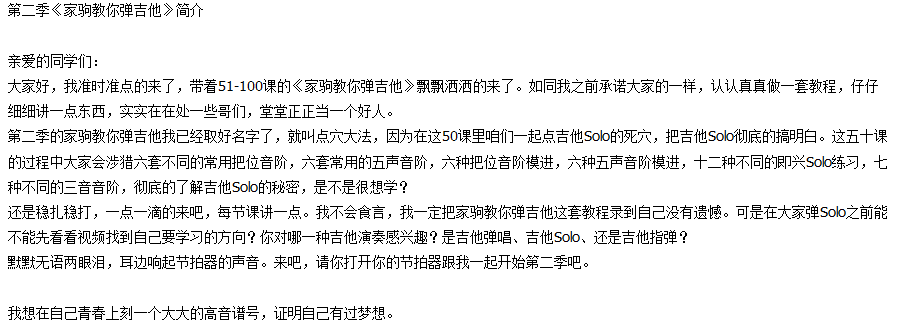 第二季《家驹教你弹吉他》简介
亲爱的同学们：
大家好，我准时准点的来了，带着51-100课的《家驹教你弹吉他》飘飘洒洒的来了。如同我之前承诺大家的一样，认认真真做一套教程，仔仔
细细讲一点东西，实实在在处一些哥们，堂堂正正当一个好人。
第二季的家驹教你弹吉他我已经取好名字了，就叫点穴大法，因为在这50课里咱们一起点吉他Solo的死穴，把吉他Solo彻底的搞明白。这五十课
的过程中大家会涉猎六套不同的常用把位音阶，六套常用的五声音阶，六种把位音阶模进，六种五声音阶模进，十二种不同的即兴Solo练习，七
种不同的三音音阶，彻底的了解吉他Solo的秘密，是不是很想学？
还是稳扎稳打，一点一滴的来吧，每节课讲一点。我不会食言，我一定把家驹教你弹吉他这套教程录到自己没有遗憾。可是在大家弹Solo之前能
不能先看看视频找到自己要学习的方向？你对哪一种吉他演奏感兴趣？是吉他弹唱、吉他Solo、还是吉他指弹？
默默无语两眼泪，耳边响起节拍器的声音。来吧，请你打开你的节拍器跟我一起开始第二季吧。
我想在自己青春上刻一个大大的高音谱号，证明自己有过梦想。